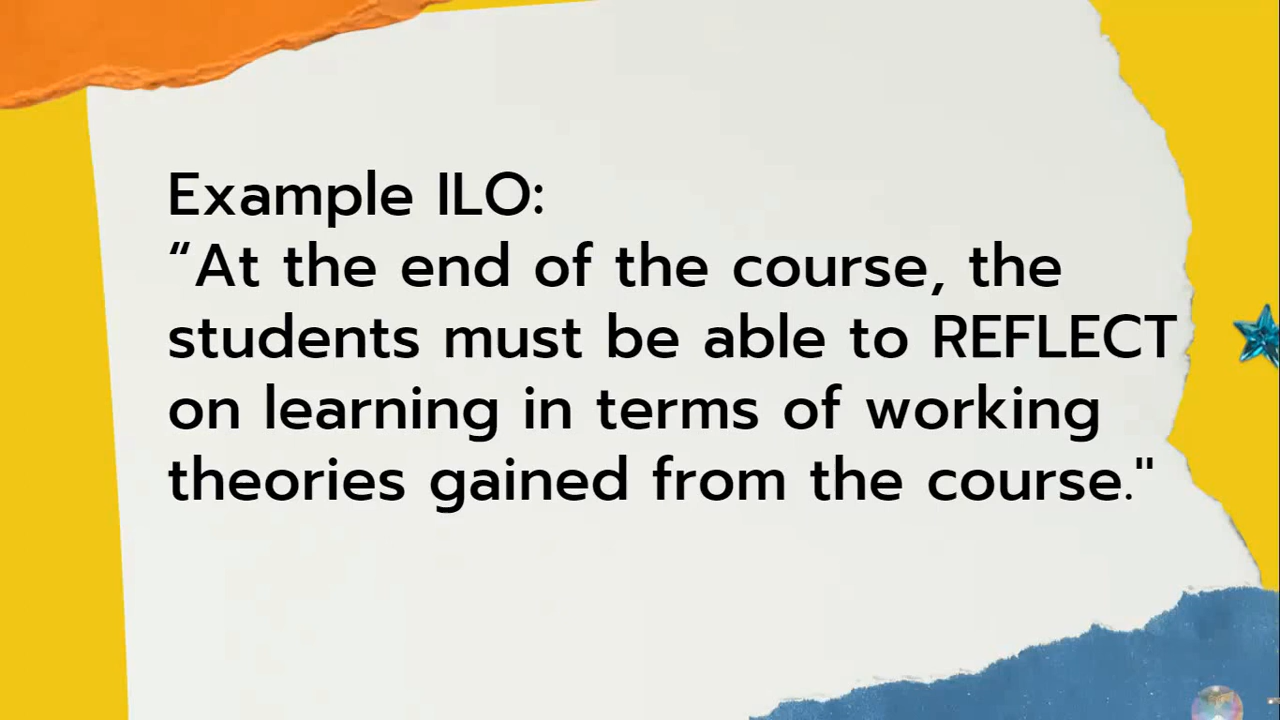 Example ILO:
“At the end of the course, the
students must be able to REFLECT
on learning in terms of working
theories gained from the course."